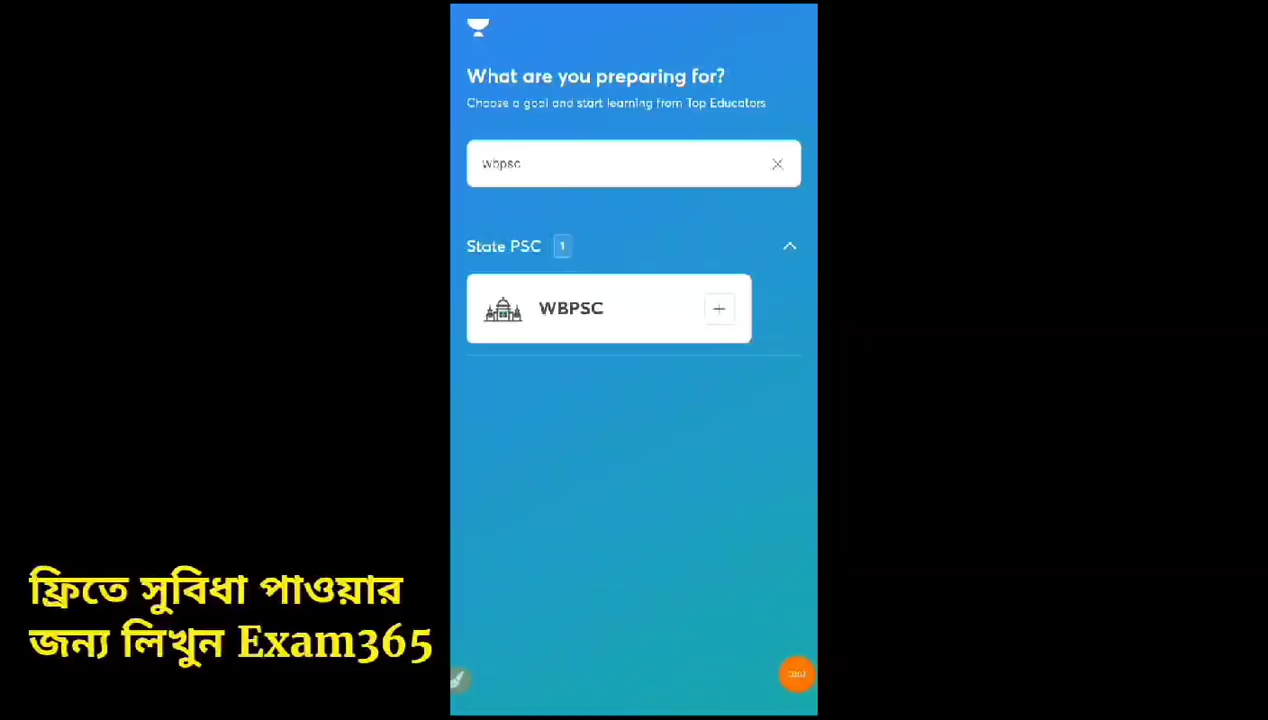 What are you preparing for?
Choose a goal and start learning from Top Educators
wbpsc
State PSC 1
WBPSC
ফ্রিতে সুবিধা পাওয়ার
জন্য লিখুন Exam365